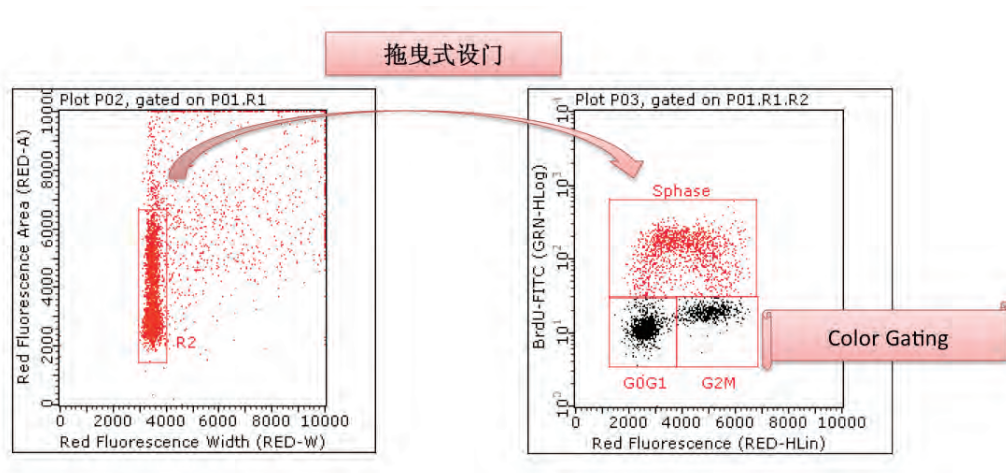 拖曳式设门
Plot P02, gated on P01.R1
Red Fluorescence Area (RED-A)
10000
8000
6000
4000
2000
0
R2
0 2000 4000 6000 8000 10000
Red Fluorescence Width (RED-W)
Plot P03, gated on P01.R1.R2
BrdU-FITC (GRN-HLog)
10⁴
10³
10²
10¹
10⁰
Sphase
G0G1 G2M
0 2000 4000 6000 8000 10000
Red Fluorescence (RED-HLin)
Color Gating